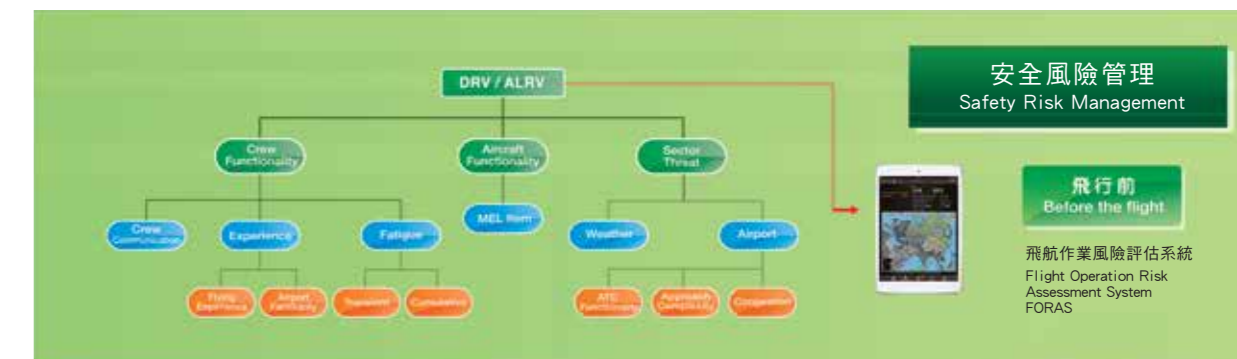 安全風險管理
Safety Risk Management
DRV / ALRV
Crew
Functionality
Aircraft
Functionality
Sector
Threat
飛行前
Before the flight
Crew
Communication
Experience
Fatigue
MEL Item
Weather
Airport
飛航作業風險評估系統
Flight Operation Risk
Assessment System
FORAS
Flying
Experience
Airport
Familiarity
Transient
Cumulative
ATC
Functionality
Approach
Complexity
Cooperation